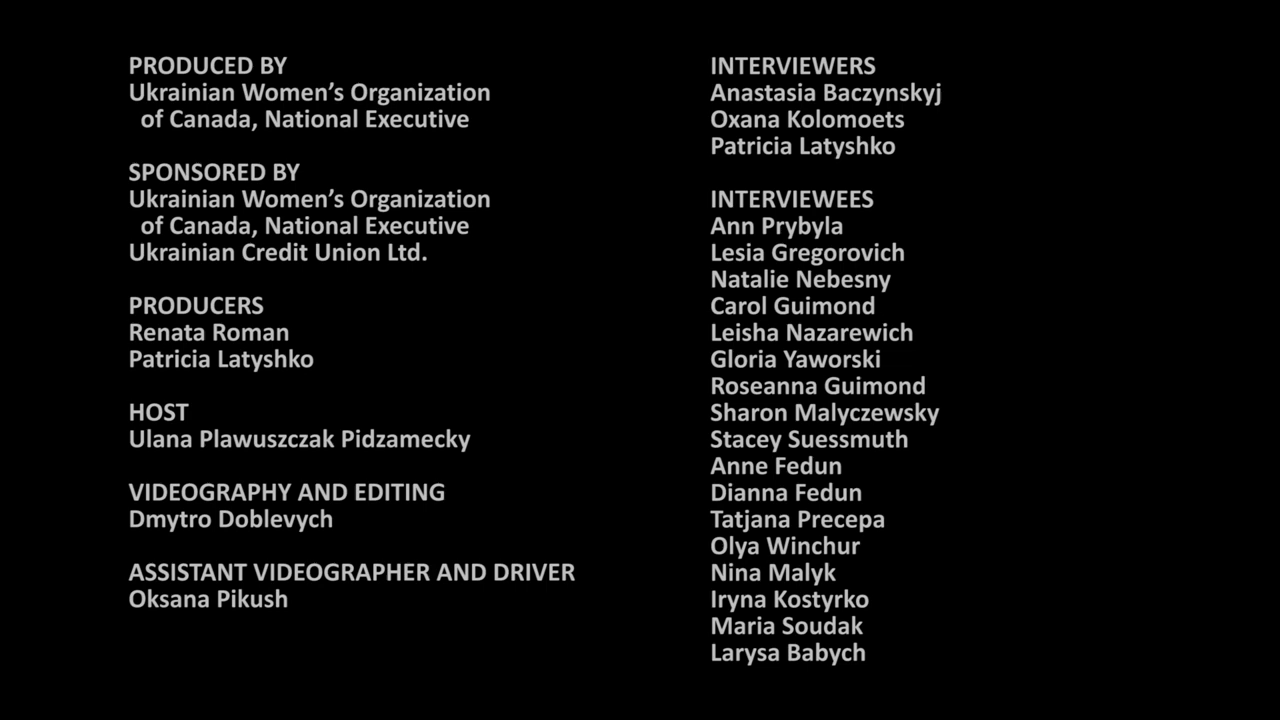 PRODUCED BY
Ukrainian Women’s Organization
of Canada, National Executive
SPONSORED BY
Ukrainian Women’s Organization
of Canada, National Executive
Ukrainian Credit Union Ltd.
PRODUCERS
Renata Roman
Patricia Latyshko
HOST
Ulana Plawuszczak Pidzamecky
VIDEOGRAPHY AND EDITING
Dmytro Doblevych
ASSISTANT VIDEOGRAPHER AND DRIVER
Oksana Pikush
INTERVIEWERS
Anastasia Baczynskyj
Oxana Kolomoets
Patricia Latyshko
INTERVIEWEES
Ann Prybyla
Lesia Gregorovich
Natalie Nebesny
Carol Guimond
Leisha Nazarewich
Gloria Yaworski
Roseanna Guimond
Sharon Malyczewsky
Stacey Suessmuth
Anne Fedun
Dianna Fedun
Tatjana Precepa
Olya Winchur
Nina Malyk
Iryna Kostyrko
Maria Soudak
Larysa Babych